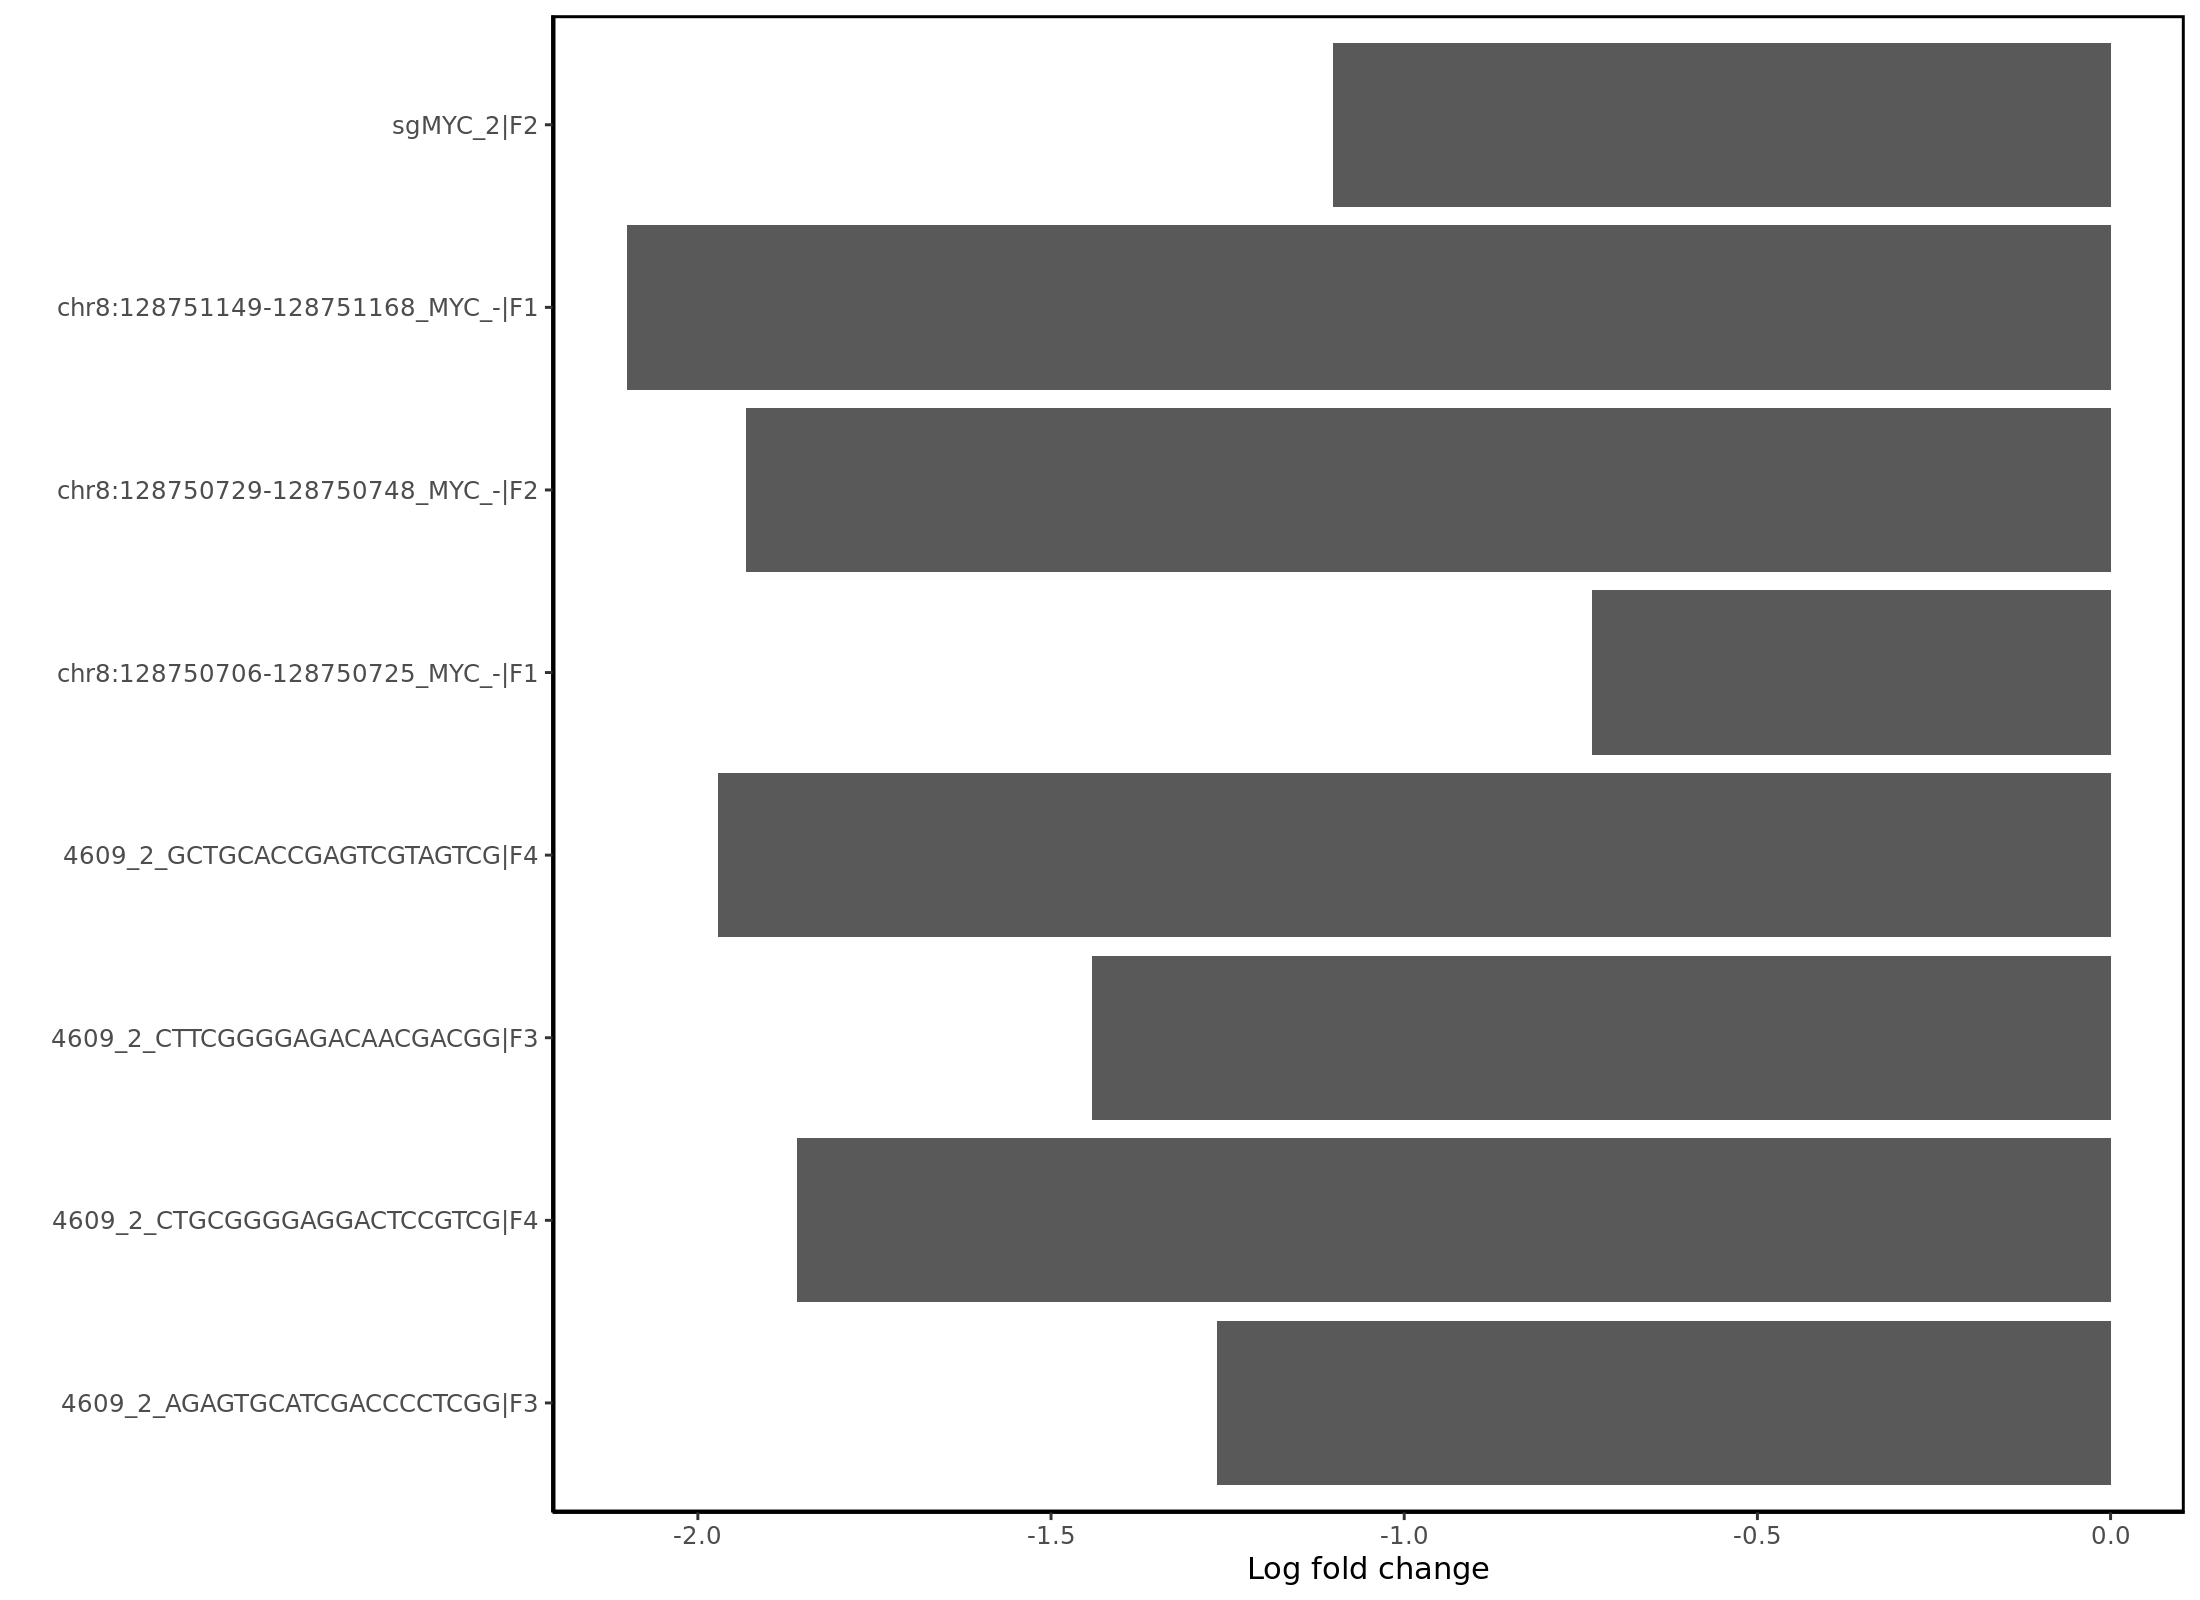 sgMYC_2|F2
chr8:128751149-128751168_MYC_-|F1
chr8:128750729-128750748_MYC_-|F2
chr8:128750706-128750725_MYC_-|F1
4609_2_GCTGCACCGAGTCGTAGTCG|F4
4609_2_CTTCGGGGAGACAACGACGG|F3
4609_2_CTGCGGGGAGGACTCCGTCG|F4
4609_2_AGAGTGCATCGACCCCTCGG|F3
-2.0 -1.5 -1.0 -0.5 0.0
Log fold change